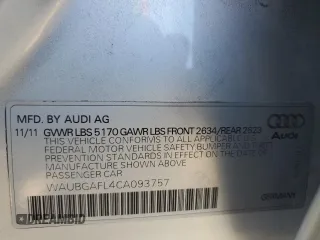 MFD. BY AUDI AG
11/11 GWWR LBS 5170 GAWR LBS FRONT 2634/REAR 2623
THIS VEHICLE CONFORMS TO ALL APPLICABLE
FEDERAL MOTOR VEHICLE SAFETY BUMPER AND THEFT
PREVENTION STANDARDS IN EFFECT ON THE DATE OF
MANUFACTURE SHOWN ABOVE
PASSENGER CAR
WAUBGAFL4CA093757
Audi